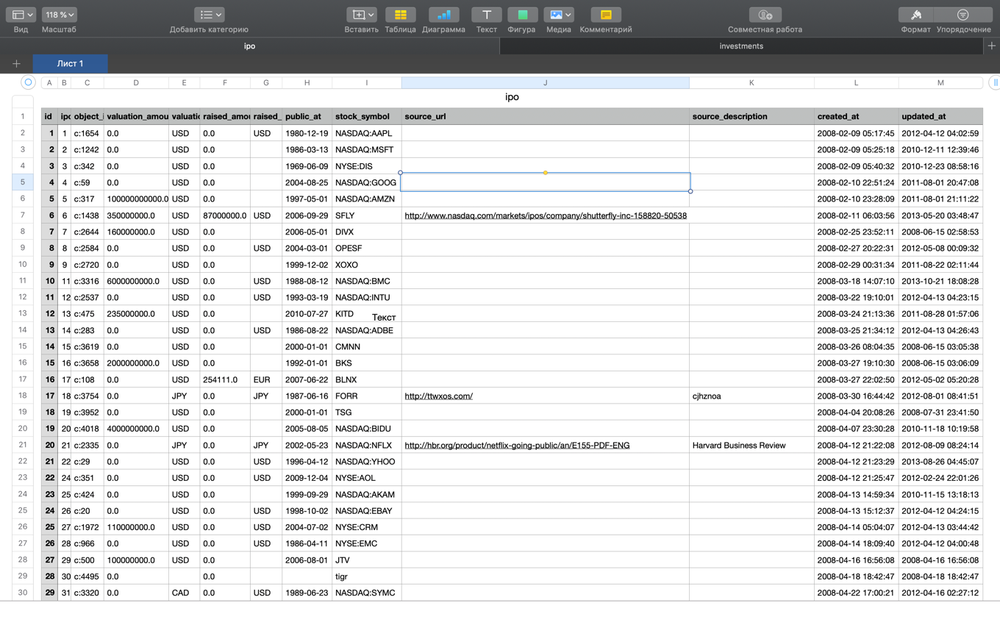 118 %
Вид Масштаб Добавить категорию Вставить Таблица Диаграмма Текст Фигура Медиа Комментарий Совместная работа Формат Упорядочение
ipo investments
Лист 1
A B C D E F G H I J K L M
ipo
1 id ipo object_ valuation_amou valuatic raised_amou raised_ public_at stock_symbol source_url source_description created_at updated_at
2 1 1 c:1654 0.0 USD 0.0 USD 1980-12-19 NASDAQ:AAPL 2008-02-09 05:17:45 2012-04-12 04:02:59
3 2 2 c:1242 0.0 USD 0.0 1986-03-13 NASDAQ:MSFT 2008-02-09 05:25:18 2010-12-11 12:39:46
4 3 3 c:342 0.0 USD 0.0 1969-06-09 NYSE:DIS 2008-02-09 05:40:32 2010-12-23 08:58:16
5 4 4 c:59 0.0 USD 0.0 2004-08-25 NASDAQ:GOOG 2008-02-10 22:51:24 2011-08-01 20:47:08
6 5 5 c:317 100000000000.0 USD 0.0 1997-05-01 NASDAQ:AMZN 2008-02-10 23:28:09 2011-08-01 21:11:22
7 6 6 c:1438 350000000.0 USD 87000000.0 USD 2006-09-29 SFLY http://www.nasdaq.com/markets/ipos/company/shutterfly-inc-158820-50538 2008-02-11 06:03:56 2013-05-20 03:48:47
8 7 7 c:2644 160000000.0 USD 0.0 2006-05-01 DIVX 2008-02-25 23:52:11 2008-06-15 02:58:53
9 8 8 c:2584 0.0 USD 0.0 USD 2004-03-01 OPESF 2008-02-27 20:22:31 2012-05-08 00:09:32
10 9 9 c:2720 0.0 USD 0.0 1999-12-02 XOXO 2008-02-29 00:31:34 2011-08-22 02:11:44
11 10 11 c:3316 6000000000.0 USD 0.0 USD 1988-08-12 NASDAQ:BMC 2008-03-18 14:07:10 2013-10-21 18:08:28
12 11 12 c:2537 0.0 USD 0.0 USD 1993-03-19 NASDAQ:INTU 2008-03-22 19:10:01 2012-04-13 04:23:15
13 12 13 c:475 235000000.0 USD 0.0 2010-07-27 KITD 2008-03-24 21:13:36 2011-08-28 01:57:06
Текст
14 13 14 c:283 0.0 USD 0.0 USD 1986-08-22 NASDAQ:ADBE 2008-03-25 21:34:12 2012-04-13 04:26:43
15 14 15 c:3619 0.0 USD 0.0 2000-01-01 CMNN 2008-03-26 08:04:35 2008-06-15 03:05:38
16 15 16 c:3658 2000000000.0 USD 0.0 1992-01-01 BKS 2008-03-27 19:10:30 2008-06-15 03:06:09
17 16 17 c:108 0.0 USD 254111.0 EUR 2007-06-22 BLNX 2008-03-27 22:02:50 2012-05-02 05:20:28
18 17 18 c:3754 0.0 JPY 0.0 JPY 1987-06-16 FORR http://ttwxos.com/ cjhznoa 2008-03-30 16:44:42 2012-08-01 08:41:51
19 18 19 c:3952 0.0 USD 0.0 2000-01-01 TSG 2008-04-04 20:08:26 2008-07-31 23:41:50
20 19 20 c:4018 4000000000.0 USD 0.0 2005-08-05 NASDAQ:BIDU 2008-04-07 23:30:28 2010-11-18 10:19:58
21 20 21 c:2335 0.0 JPY 0.0 JPY 2002-05-23 NASDAQ:NFLX http://hbr.org/product/netflix-going-public/an/E155-PDF-ENG Harvard Business Review 2008-04-12 21:22:08 2012-08-09 08:24:14
22 21 22 c:29 0.0 USD 0.0 USD 1996-04-12 NASDAQ:YHOO 2008-04-12 21:23:29 2013-08-26 04:45:07
23 22 24 c:351 0.0 USD 0.0 USD 2009-12-04 NYSE:AOL 2008-04-12 21:25:47 2012-02-24 22:01:26
24 23 25 c:424 0.0 USD 0.0 1999-09-29 NASDAQ:AKAM 2008-04-13 14:59:34 2010-11-15 13:18:13
25 24 26 c:20 0.0 USD 0.0 USD 1998-10-02 NASDAQ:EBAY 2008-04-13 15:12:37 2012-04-12 04:24:15
26 25 27 c:1972 110000000.0 USD 0.0 USD 2004-07-02 NYSE:CRM 2008-04-14 05:04:07 2012-04-13 03:44:42
27 26 28 c:966 0.0 USD 0.0 USD 1986-04-11 NYSE:EMC 2008-04-14 18:09:40 2012-04-12 04:00:48
28 27 29 c:500 100000000.0 USD 0.0 2006-08-01 JTV 2008-04-16 16:56:08 2008-04-16 16:56:08
29 28 30 c:4495 0.0 0.0 tigr 2008-04-18 18:42:47 2008-04-18 18:42:47
30 29 31 c:3320 0.0 CAD 0.0 USD 1989-06-23 NASDAQ:SYMC 2008-04-22 17:00:21 2012-04-16 02:27:12